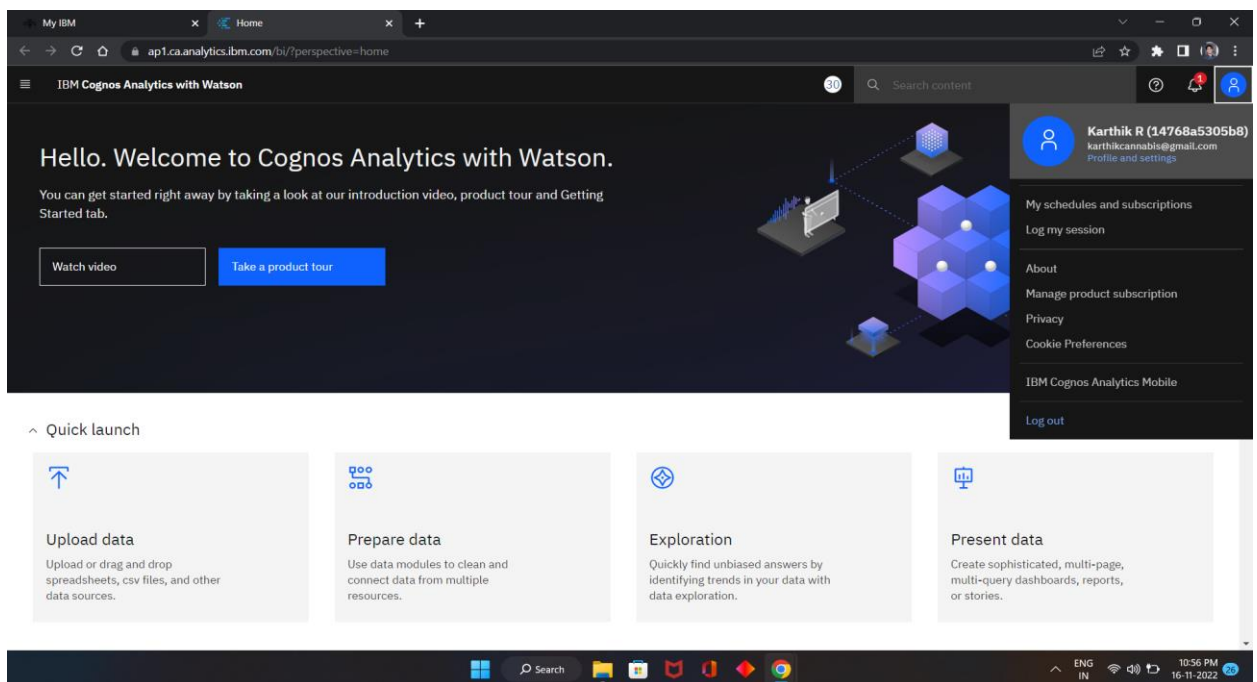 My IBM
Home
ap1.ca.analytics.ibm.com/bi/?perspective=home
IBM Cognos Analytics with Watson
30
Search content
1
Karthik R (14768a5305b8)
karthikcannabis@gmail.com
Profile and settings
My schedules and subscriptions
Log my session
About
Manage product subscription
Privacy
Cookie Preferences
IBM Cognos Analytics Mobile
Log out
Hello. Welcome to Cognos Analytics with Watson.
You can get started right away by taking a look at our introduction video, product tour and Getting
Started tab.
Watch video
Take a product tour
Quick launch
Upload data
Upload or drag and drop
spreadsheets, csv files, and other
data sources.
Prepare data
Use data modules to clean and
connect data from multiple
resources.
Exploration
Quickly find unbiased answers by
identifying trends in your data with
data exploration.
Present data
Create sophisticated, multi-page,
multi-query dashboards, reports,
or stories.
Search
ENG
IN
10:56 PM
16-11-2022
26